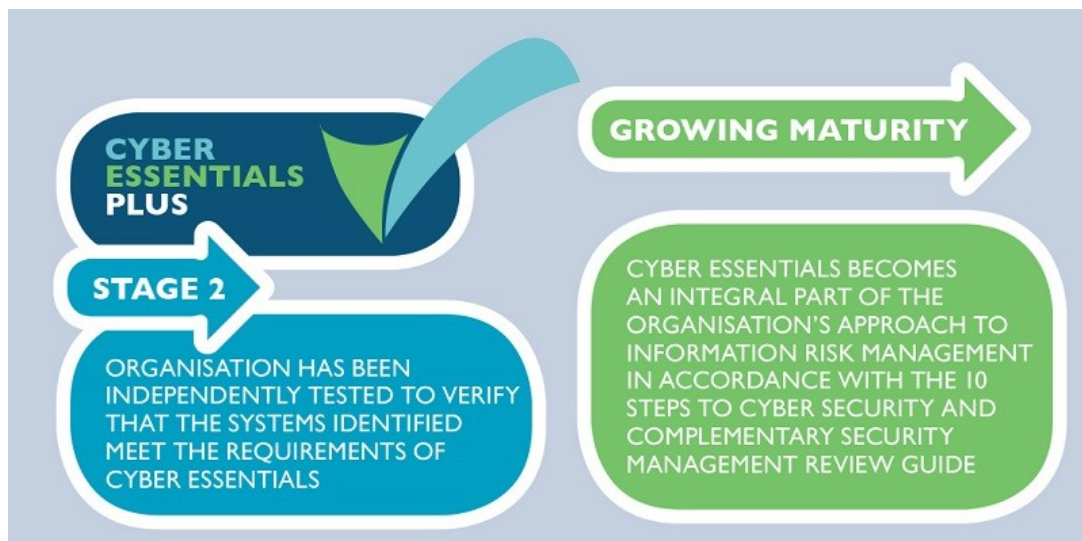 CYBER
ESSENTIALS
PLUS
STAGE 2
ORGANISATION HAS BEEN
INDEPENDENTLY TESTED TO VERIFY
THAT THE SYSTEMS IDENTIFIED
MEET THE REQUIREMENTS OF
CYBER ESSENTIALS
GROWING MATURITY
CYBER ESSENTIALS BECOMES
AN INTEGRAL PART OF THE
ORGANISATION'S APPROACH TO
INFORMATION RISK MANAGEMENT
IN ACCORDANCE WITH THE 10
STEPS TO CYBER SECURITY AND
COMPLEMENTARY SECURITY
MANAGEMENT REVIEW GUIDE